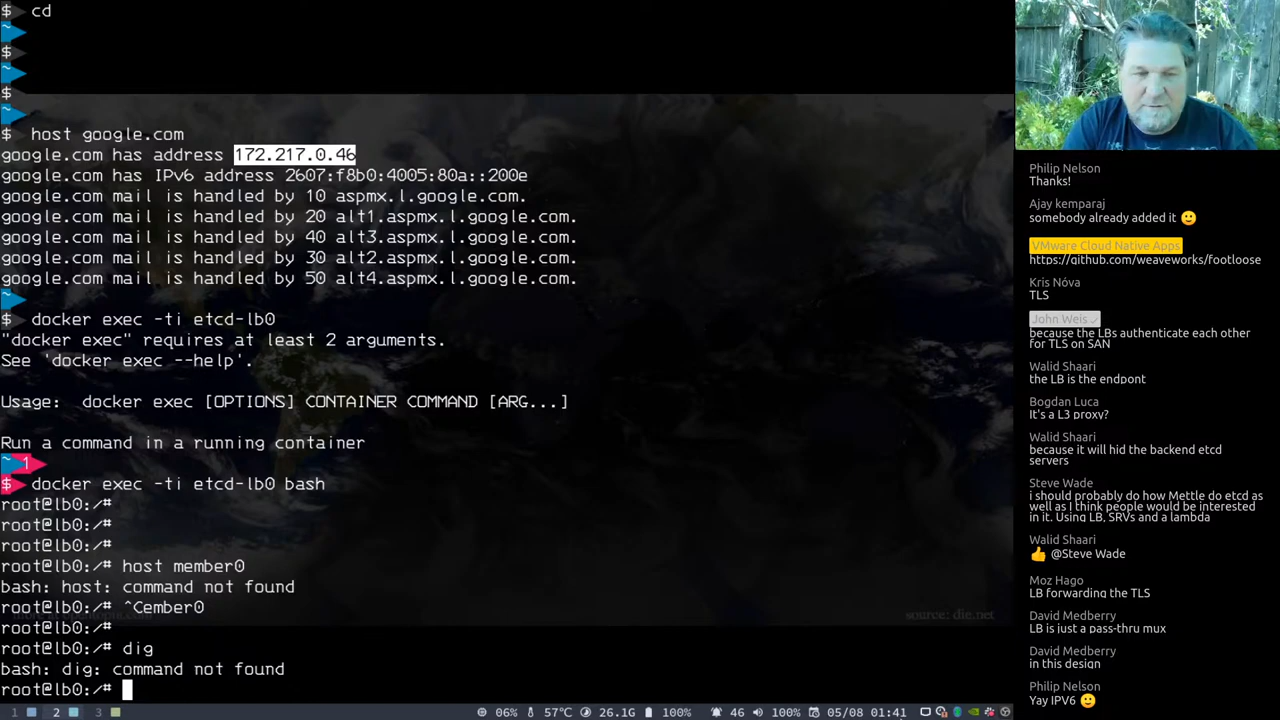 $ cd
~
$
~
$
~
$ host google.com
google.com has address 172.217.0.46
google.com has IPv6 address 2607:f8b0:4005:80a::200e
google.com mail is handled by 10 aspmx.l.google.com.
google.com mail is handled by 20 alt1.aspmx.l.google.com.
google.com mail is handled by 40 alt3.aspmx.l.google.com.
google.com mail is handled by 30 alt2.aspmx.l.google.com.
google.com mail is handled by 50 alt4.aspmx.l.google.com.
~
$ docker exec -ti etcd-lb0
"docker exec" requires at least 2 arguments.
See 'docker exec --help'.
Usage:  docker exec [OPTIONS] CONTAINER COMMAND [ARG...]
Run a command in a running container
~ 1
$ docker exec -ti etcd-lb0 bash
root@lb0:/#
root@lb0:/#
root@lb0:/#
root@lb0:/# host member0
bash: host: command not found
root@lb0:/# ^Cember0
root@lb0:/#
root@lb0:/# dig
bash: dig: command not found
root@lb0:/#
source: die.net
1 2 3
06% 57℃ 26.1G 100% 46 100% 05/08 01:41
Philip Nelson
Thanks!
Ajay kemparaj
somebody already added it 🙂
VMware Cloud Native Apps
https://github.com/weaveworks/footloose
Kris Nóva
TLS
John Weis
because the LBs authenticate each other
for TLS on SAN
Walid Shaari
the LB is the endpont
Bogdan Luca
It's a L3 proxy?
Walid Shaari
because it will hid the backend etcd
servers
Steve Wade
i should probably do how Mettle do etcd as
well as I think people would be interested
in it. Using LB, SRVs and a lambda
Walid Shaari
👍 @Steve Wade
Moz Hago
LB forwarding the TLS
David Medberry
LB is just a pass-thru mux
David Medberry
in this design
Philip Nelson
Yay IPV6 🙂